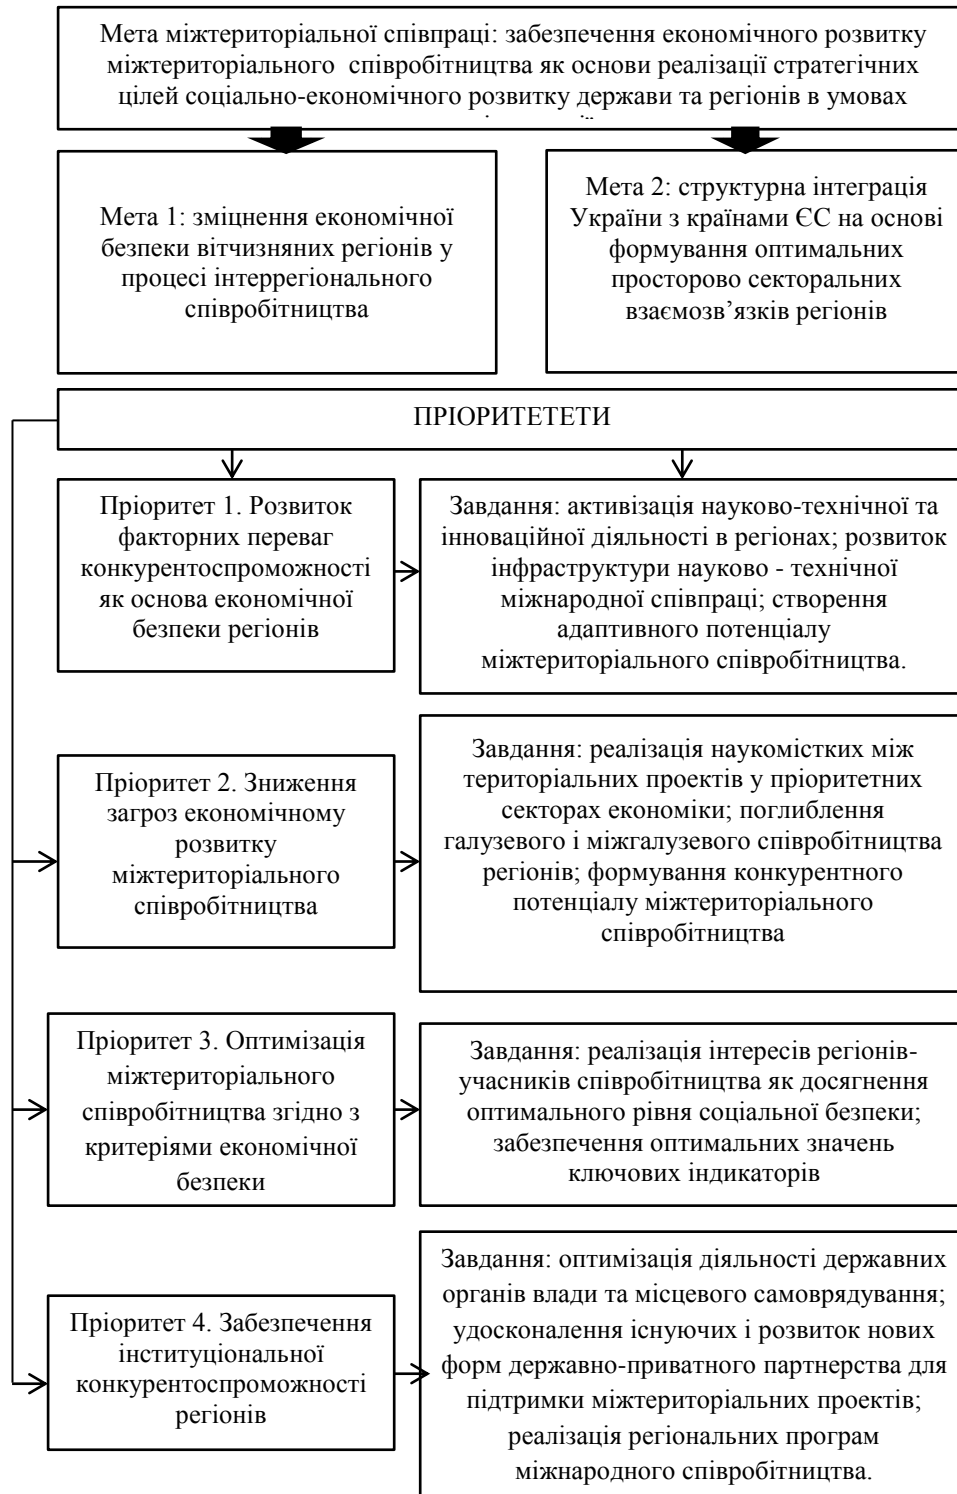 Мета міжтериторіальної співпраці: забезпечення економічного розвитку
міжтериторіального співробітництва як основи реалізації стратегічних
цілей соціально-економічного розвитку держави та регіонів в умовах
Мета 1: зміцнення економічної
безпеки вітчизняних регіонів у
процесі інтеррегіонального
співробітництва
Мета 2: структурна інтеграція
України з країнами ЄС на основі
формування оптимальних
просторово секторальних
взаємозв’язків регіонів
ПРІОРИТЕТЕТИ
Пріоритет 1. Розвиток
факторних переваг
конкурентоспроможності
як основа економічної
безпеки регіонів
Завдання: активізація науково-технічної та
інноваційної діяльності в регіонах; розвиток
інфраструктури науково - технічної
міжнародної співпраці; створення
адаптивного потенціалу
міжтериторіального співробітництва.
Пріоритет 2. Зниження
загроз економічному
розвитку
міжтериторіального
співробітництва
Завдання: реалізація наукомістких між
територіальних проектів у пріоритетних
секторах економіки; поглиблення
галузевого і міжгалузевого співробітництва
регіонів; формування конкурентного
потенціалу міжтериторіального
співробітництва
Пріоритет 3. Оптимізація
міжтериторіального
співробітництва згідно з
критеріями економічної
безпеки
Завдання: реалізація інтересів регіонів-
учасників співробітництва як досягнення
оптимального рівня соціальної безпеки;
забезпечення оптимальних значень
ключових індикаторів
Пріоритет 4. Забезпечення
інституціональної
конкурентоспроможності
регіонів
Завдання: оптимізація діяльності державних
органів влади та місцевого самоврядування;
удосконалення існуючих і розвиток нових
форм державно-приватного партнерства для
підтримки міжтериторіальних проектів;
реалізація регіональних програм
міжнародного співробітництва.